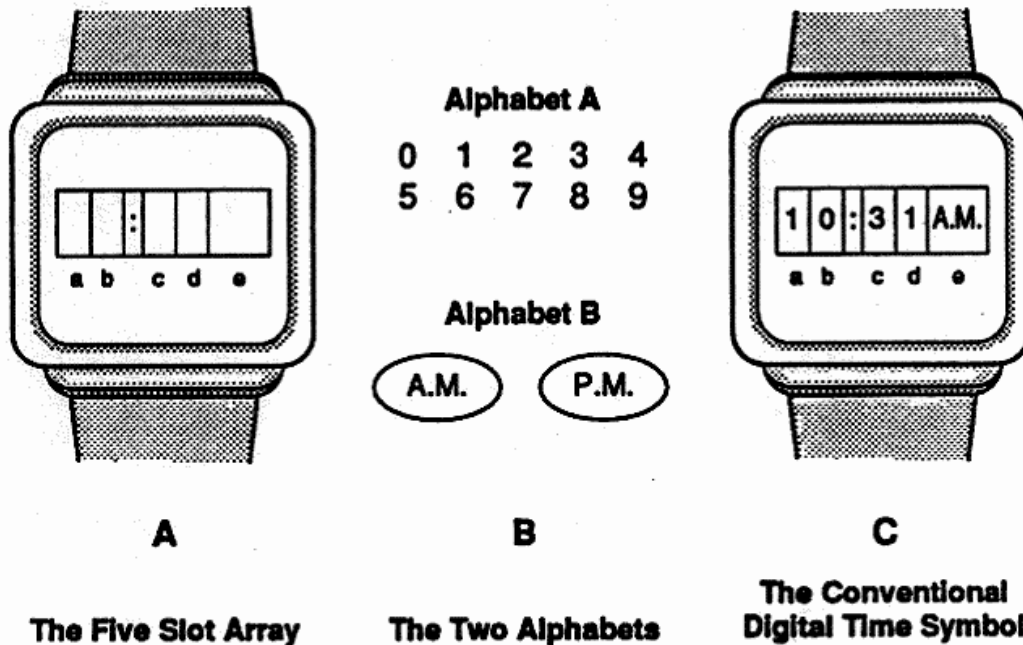 :
a b c d e
A
The Five Slot Array
Alphabet A
0 1 2 3 4
5 6 7 8 9
Alphabet B
A.M. P.M.
B
The Two Alphabets
1 0 : 3 1 A.M.
a b c d e
C
The Conventional
Digital Time Symbol